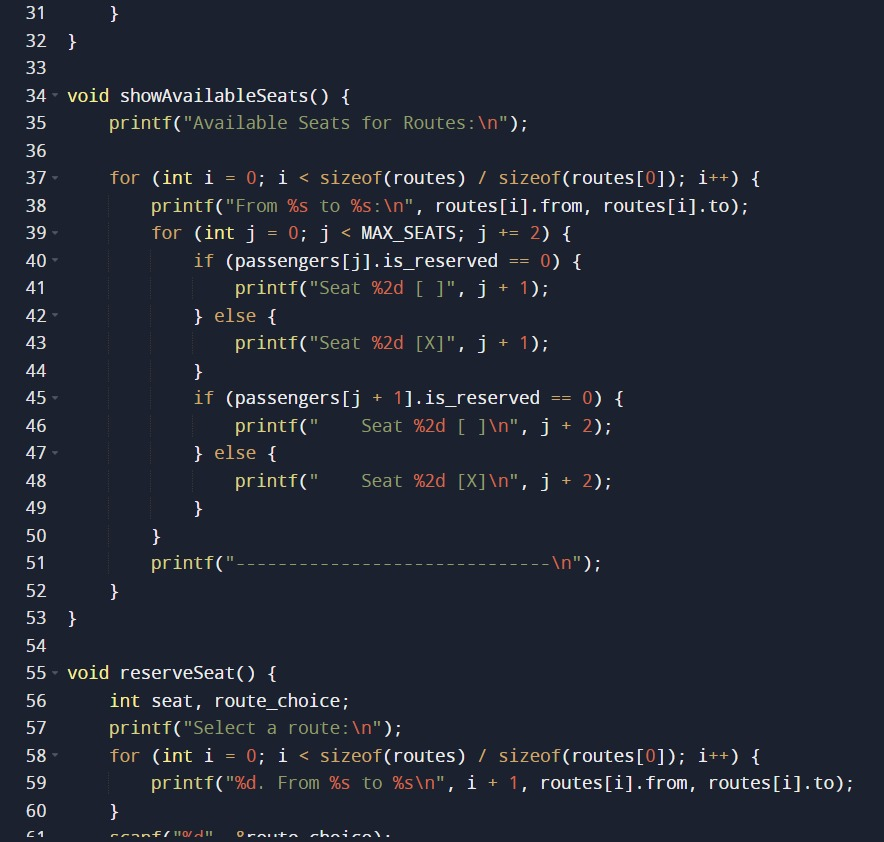 31     }
32 }
33
34 void showAvailableSeats() {
35     printf("Available Seats for Routes:\n");
36
37     for (int i = 0; i < sizeof(routes) / sizeof(routes[0]); i++) {
38         printf("From %s to %s:\n", routes[i].from, routes[i].to);
39         for (int j = 0; j < MAX_SEATS; j += 2) {
40             if (passengers[j].is_reserved == 0) {
41                 printf("Seat %2d [ ]", j + 1);
42             } else {
43                 printf("Seat %2d [X]", j + 1);
44             }
45             if (passengers[j + 1].is_reserved == 0) {
46                 printf("    Seat %2d [ ]\n", j + 2);
47             } else {
48                 printf("    Seat %2d [X]\n", j + 2);
49             }
50         }
51         printf("------------------------------\n");
52     }
53 }
54
55 void reserveSeat() {
56     int seat, route_choice;
57     printf("Select a route:\n");
58     for (int i = 0; i < sizeof(routes) / sizeof(routes[0]); i++) {
59         printf("%d. From %s to %s\n", i + 1, routes[i].from, routes[i].to);
60     }
61     scanf("%d", &route_choice);